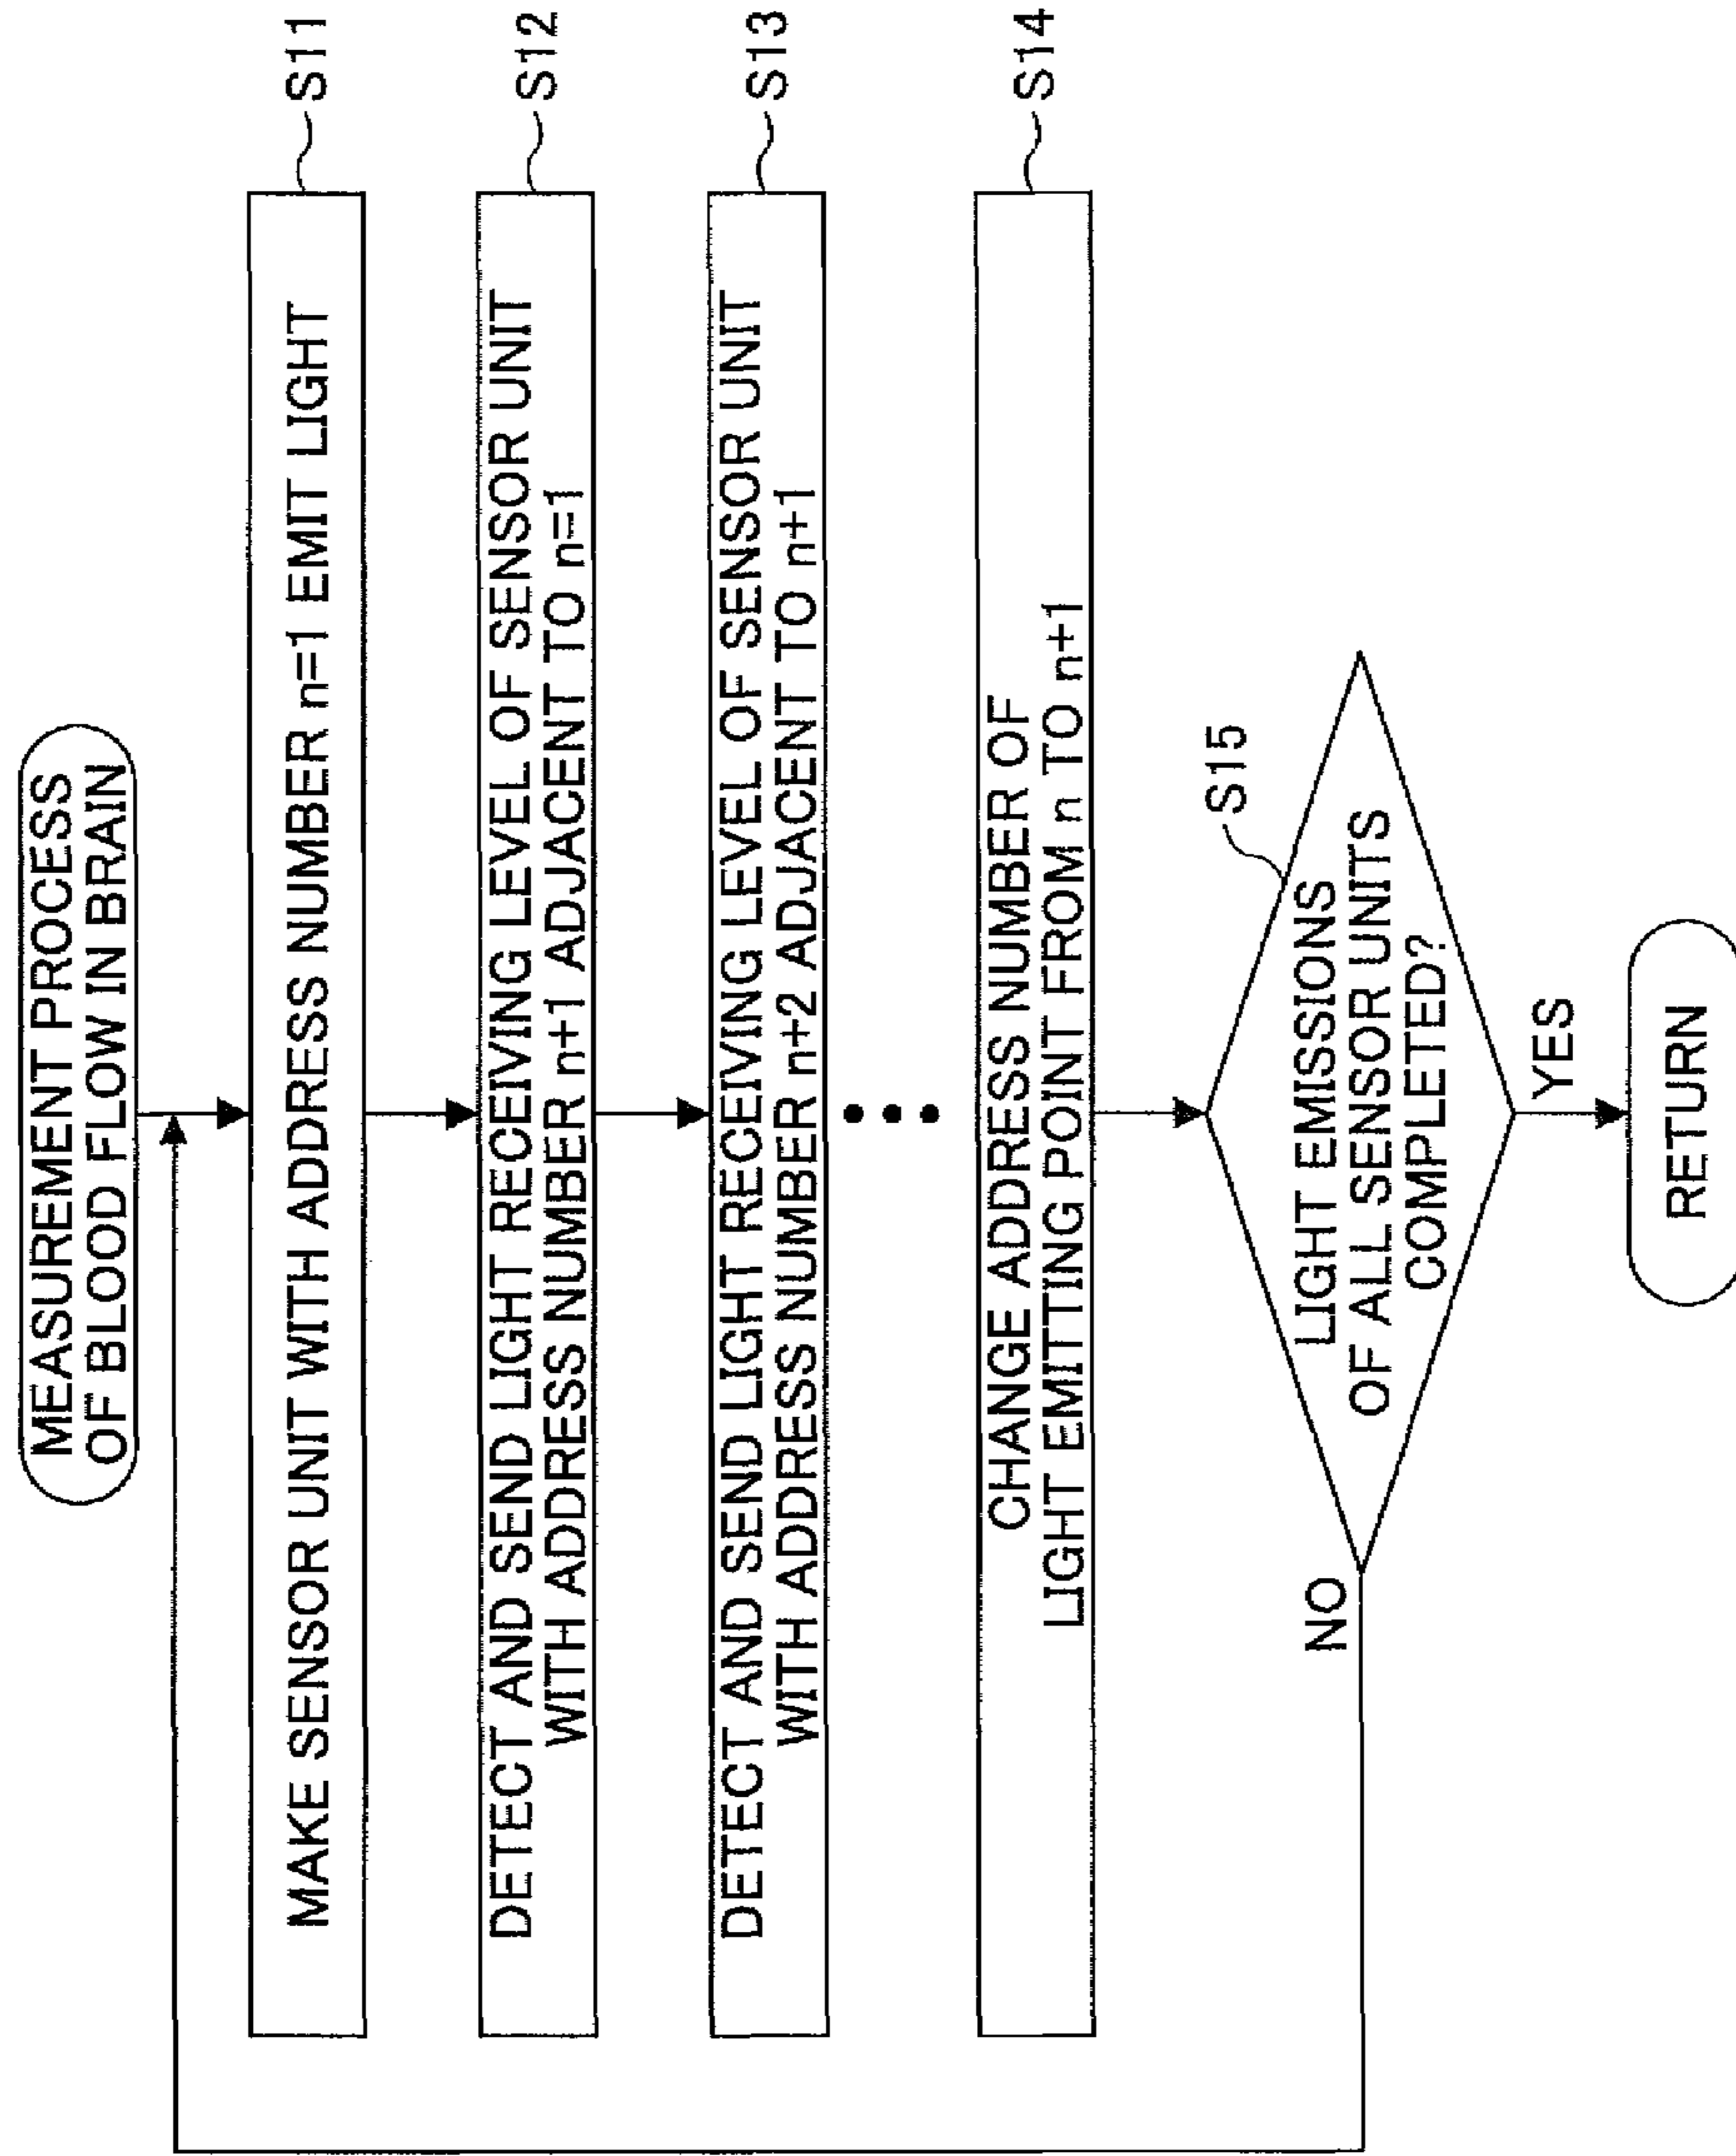 MEASUREMENT PROCESS
OF BLOOD FLOW IN BRAIN
MAKE SENSOR UNIT WITH ADDRESS NUMBER n=1 EMIT LIGHT
S11
DETECT AND SEND LIGHT RECEIVING LEVEL OF SENSOR UNIT
WITH ADDRESS NUMBER n+1 ADJACENT TO n=1
S12
DETECT AND SEND LIGHT RECEIVING LEVEL OF SENSOR UNIT
WITH ADDRESS NUMBER n+2 ADJACENT TO n+1
S13
CHANGE ADDRESS NUMBER OF
LIGHT EMITTING POINT FROM n TO n+1
S14
LIGHT EMISSIONS
OF ALL SENSOR UNITS
COMPLETED?
S15
NO
YES
RETURN